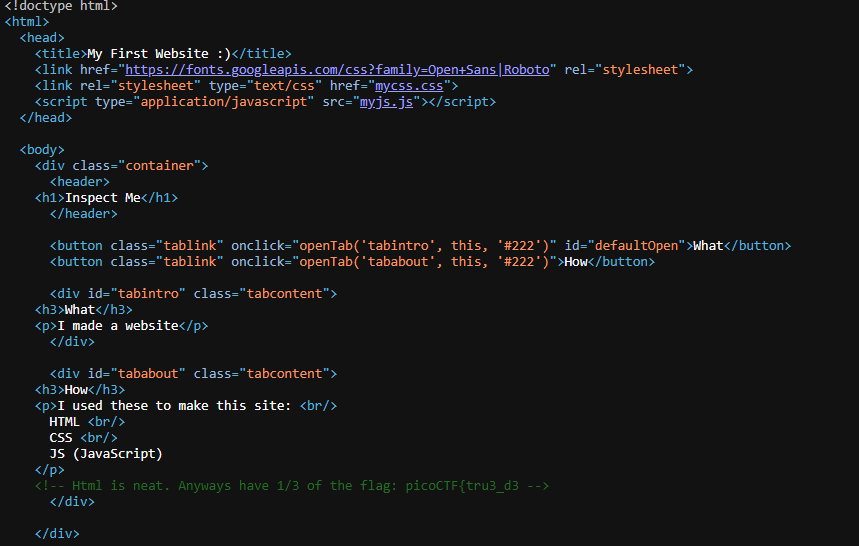 <!doctype html>
<html>
<head>
<title>My First Website :)</title>
<link href="https://fonts.googleapis.com/css?family=Open+Sans|Roboto" rel="stylesheet">
<link rel="stylesheet" type="text/css" href="mycss.css">
<script type="application/javascript" src="myjs.js"></script>
</head>
<body>
<div class="container">
<header>
<h1>Inspect Me</h1>
</header>
<button class="tablink" onclick="openTab('tabintro', this, '#222')" id="defaultOpen">What</button>
<button class="tablink" onclick="openTab('tababout', this, '#222')">How</button>
<div id="tabintro" class="tabcontent">
<h3>What</h3>
<p>I made a website</p>
</div>
<div id="tababout" class="tabcontent">
<h3>How</h3>
<p>I used these to make this site: <br/>
HTML <br/>
CSS <br/>
JS (JavaScript)
</p>
<!-- Html is neat. Anyways have 1/3 of the flag: picoCTF{tru3_d3 -->
</div>
</div>